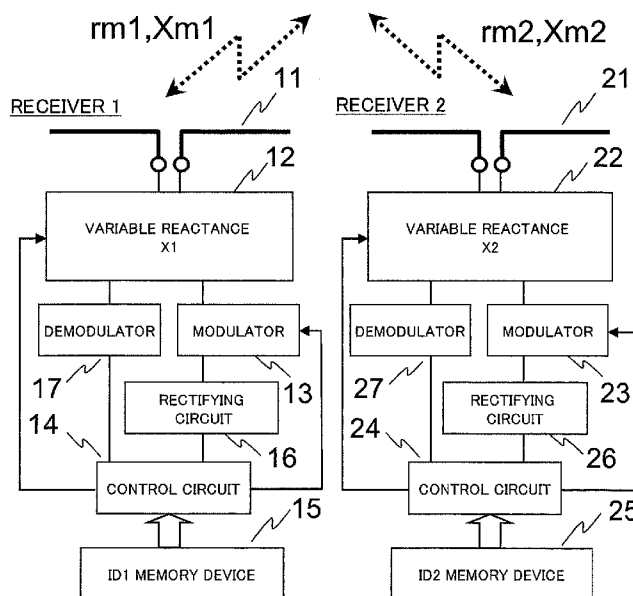 rm1,Xm1
rm2,Xm2
RECEIVER 1
11
12
VARIABLE REACTANCE
X1
DEMODULATOR
MODULATOR
17
13
RECTIFYING
CIRCUIT
14
16
CONTROL CIRCUIT
15
ID1 MEMORY DEVICE
RECEIVER 2
21
22
VARIABLE REACTANCE
X2
DEMODULATOR
MODULATOR
27
23
RECTIFYING
CIRCUIT
24
26
CONTROL CIRCUIT
25
ID2 MEMORY DEVICE